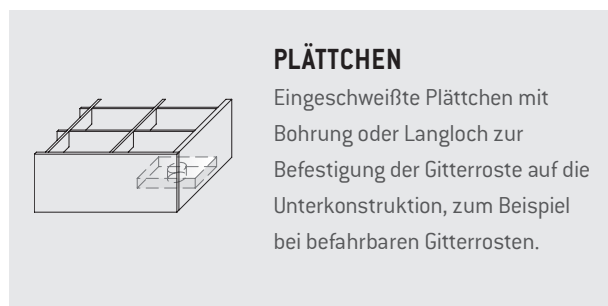 PLÄTTCHEN
Eingeschweißte Plättchen mit
Bohrung oder Langloch zur
Befestigung der Gitterroste auf die
Unterkonstruktion, zum Beispiel
bei befahrbaren Gitterrosten.